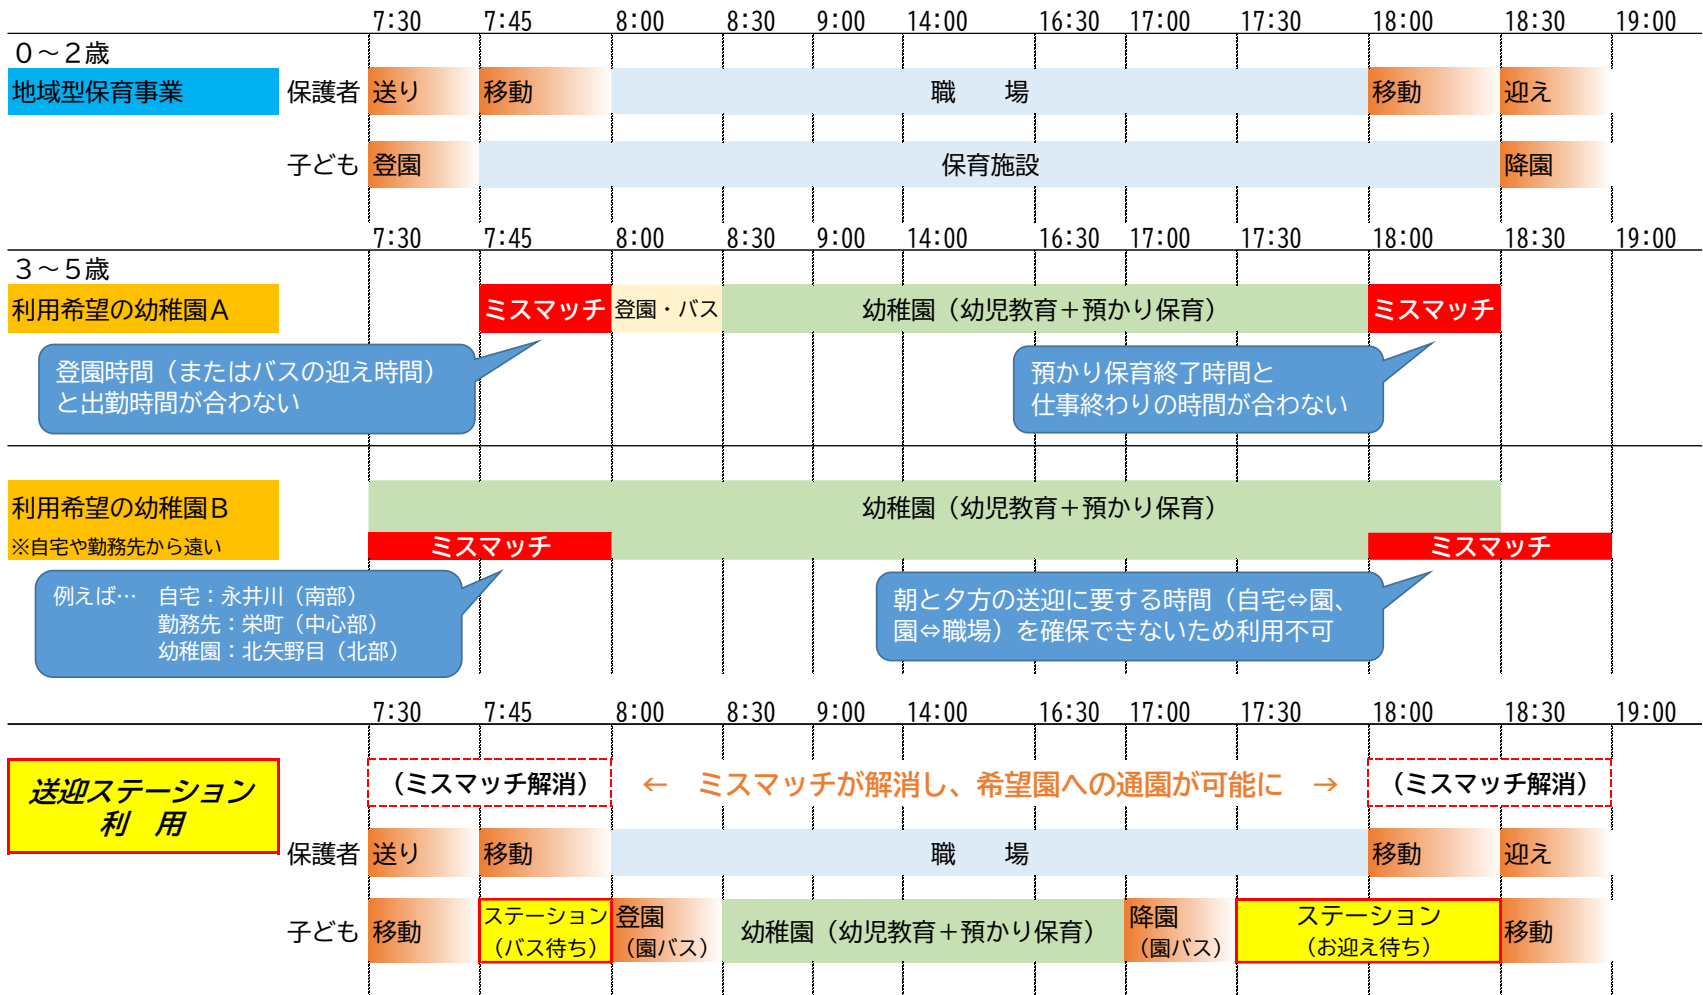 7:30 7:45 8:00 8:30 9:00 14:00 16:30 17:00 17:30 18:00 18:30 19:00
０～２歳
地域型保育事業 保護者 送り 移動 職　場 移動 迎え
子ども 登園 保育施設 降園
7:30 7:45 8:00 8:30 9:00 14:00 16:30 17:00 17:30 18:00 18:30 19:00
３～５歳
利用希望の幼稚園Ａ ミスマッチ 登園・バス 幼稚園（幼児教育＋預かり保育） ミスマッチ
登園時間（またはバスの迎え時間）
と出勤時間が合わない
預かり保育終了時間と
仕事終わりの時間が合わない
利用希望の幼稚園Ｂ 幼稚園（幼児教育＋預かり保育）
※自宅や勤務先から遠い ミスマッチ ミスマッチ
例えば… 自宅：永井川（南部）
勤務先：栄町（中心部）
幼稚園：北矢野目（北部）
朝と夕方の送迎に要する時間（自宅⇔園、
園⇔職場）を確保できないため利用不可
7:30 7:45 8:00 8:30 9:00 14:00 16:30 17:00 17:30 18:00 18:30 19:00
送迎ステーション
利　用
（ミスマッチ解消） ← ミスマッチが解消し、希望園への通園が可能に → （ミスマッチ解消）
保護者 送り 移動 職　場 移動 迎え
子ども 移動 ステーション
（バス待ち）
登園
（園バス）
幼稚園（幼児教育＋預かり保育）
降園
（園バス）
ステーション
（お迎え待ち）
移動